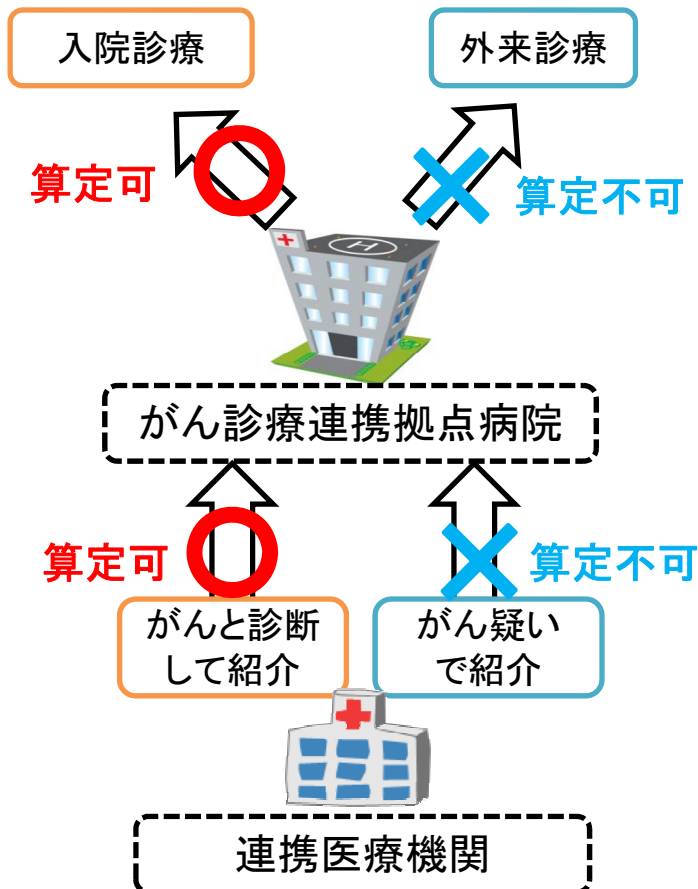 入院診療
外来診療
算定可
算定不可
H
がん診療連携拠点病院
算定可
算定不可
がんと診断
して紹介
がん疑い
で紹介
連携医療機関